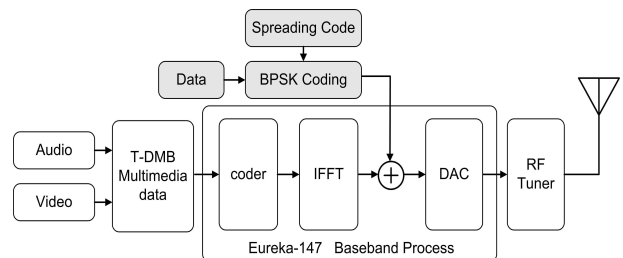 Spreading Code
Data
BPSK Coding
Audio
Video
T-DMB
Multimedia
data
coder
IFFT
+
DAC
RF
Tuner
Eureka-147 Baseband Process